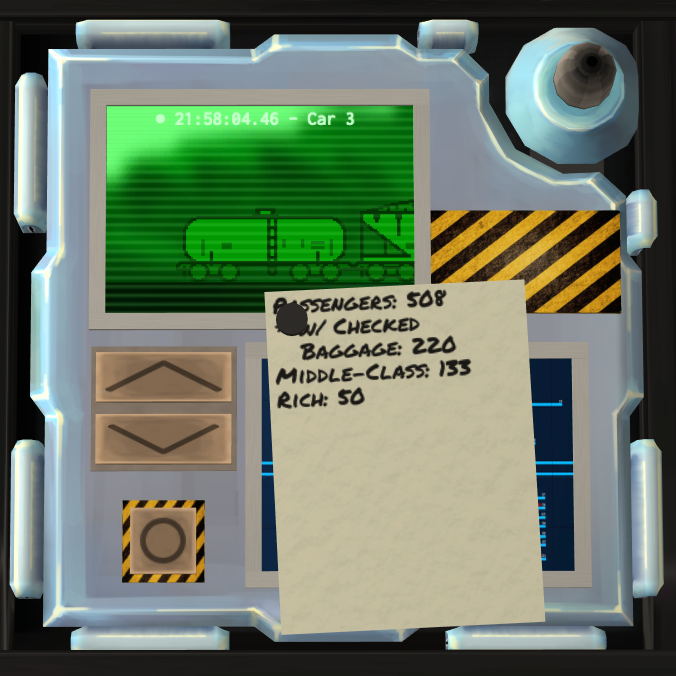 21:58:04.46 - Car 3
PASSENGERS: 508
W/ CHECKED
BAGGAGE: 220
MIDDLE-CLASS: 133
RICH: 50